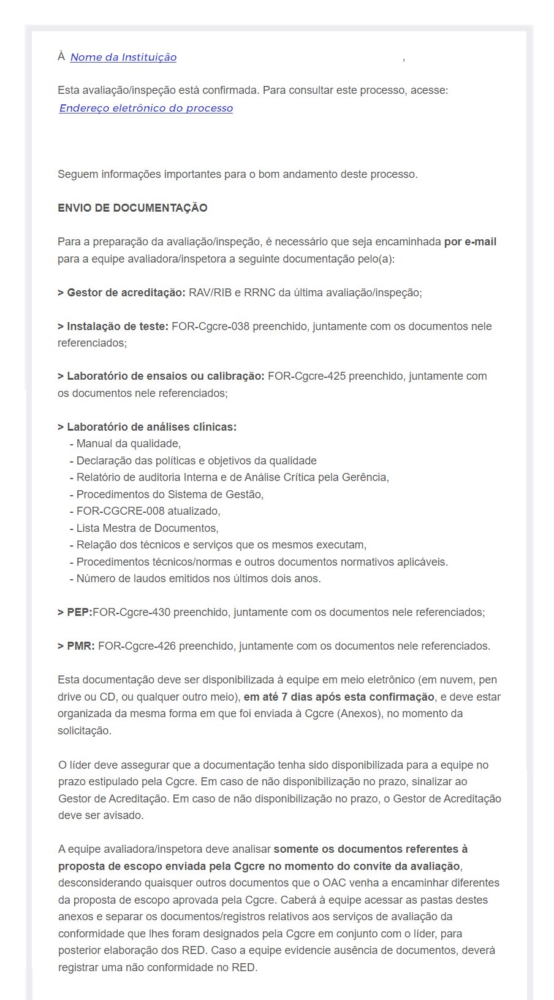 À Nome da Instituição ,
Esta avaliação/inspeção está confirmada. Para consultar este processo, acesse:
Endereço eletrônico do processo
Seguem informações importantes para o bom andamento deste processo.
ENVIO DE DOCUMENTAÇÃO
Para a preparação da avaliação/inspeção, é necessário que seja encaminhada por e-mail
para a equipe avaliadora/inspetora a seguinte documentação pelo(a):
> Gestor de acreditação: RAV/RIB e RRNC da última avaliação/inspeção;
> Instalação de teste: FOR-Cgcre-038 preenchido, juntamente com os documentos nele
referenciados;
> Laboratório de ensaios ou calibração: FOR-Cgcre-425 preenchido, juntamente com
os documentos nele referenciados;
> Laboratório de análises clínicas:
- Manual da qualidade,
- Declaração das políticas e objetivos da qualidade
- Relatório de auditoria Interna e de Análise Crítica pela Gerência,
- Procedimentos do Sistema de Gestão,
- FOR-CGCRE-008 atualizado,
- Lista Mestra de Documentos,
- Relação dos técnicos e serviços que os mesmos executam,
- Procedimentos técnicos/normas e outros documentos normativos aplicáveis.
- Número de laudos emitidos nos últimos dois anos.
> PEP:FOR-Cgcre-430 preenchido, juntamente com os documentos nele referenciados;
> PMR: FOR-Cgcre-426 preenchido, juntamente com os documentos nele referenciados.
Esta documentação deve ser disponibilizada à equipe em meio eletrônico (em nuvem, pen
drive ou CD, ou qualquer outro meio), em até 7 dias após esta confirmação, e deve estar
organizada da mesma forma em que foi enviada à Cgcre (Anexos), no momento da
solicitação.
O líder deve assegurar que a documentação tenha sido disponibilizada para a equipe no
prazo estipulado pela Cgcre. Em caso de não disponibilização no prazo, sinalizar ao
Gestor de Acreditação. Em caso de não disponibilização no prazo, o Gestor de Acreditação
deve ser avisado.
A equipe avaliadora/inspetora deve analisar somente os documentos referentes à
proposta de escopo enviada pela Cgcre no momento do convite da avaliação,
desconsiderando quaisquer outros documentos que o OAC venha a encaminhar diferentes
da proposta de escopo aprovada pela Cgcre. Caberá à equipe acessar as pastas destes
anexos e separar os documentos/registros relativos aos serviços de avaliação da
conformidade que lhes foram designados pela Cgcre em conjunto com o líder, para
posterior elaboração dos RED. Caso a equipe evidencie ausência de documentos, deverá
registrar uma não conformidade no RED.